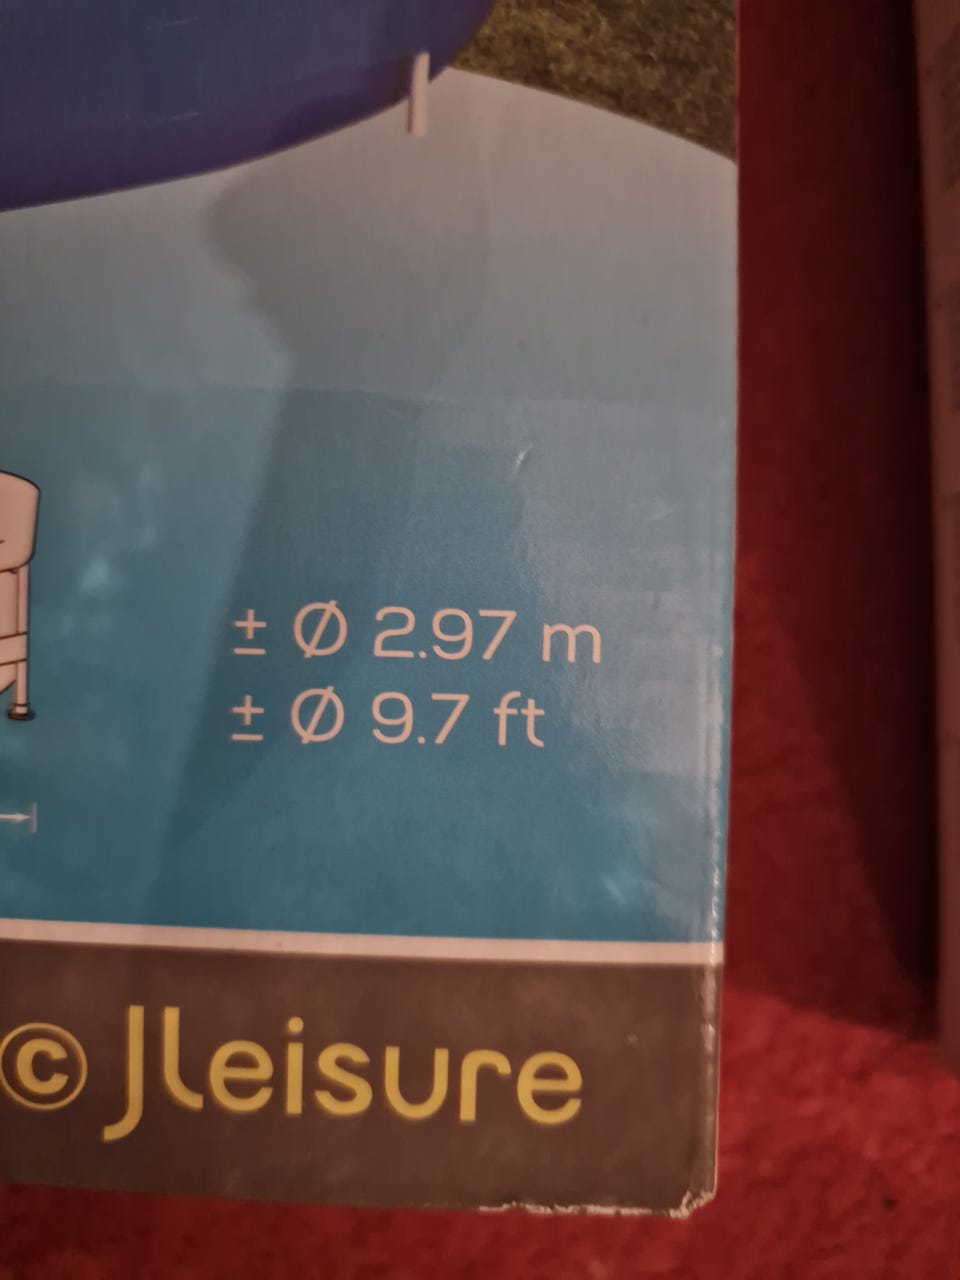 ± Ø 2.97 m
± Ø 9.7 ft
© JLeisure